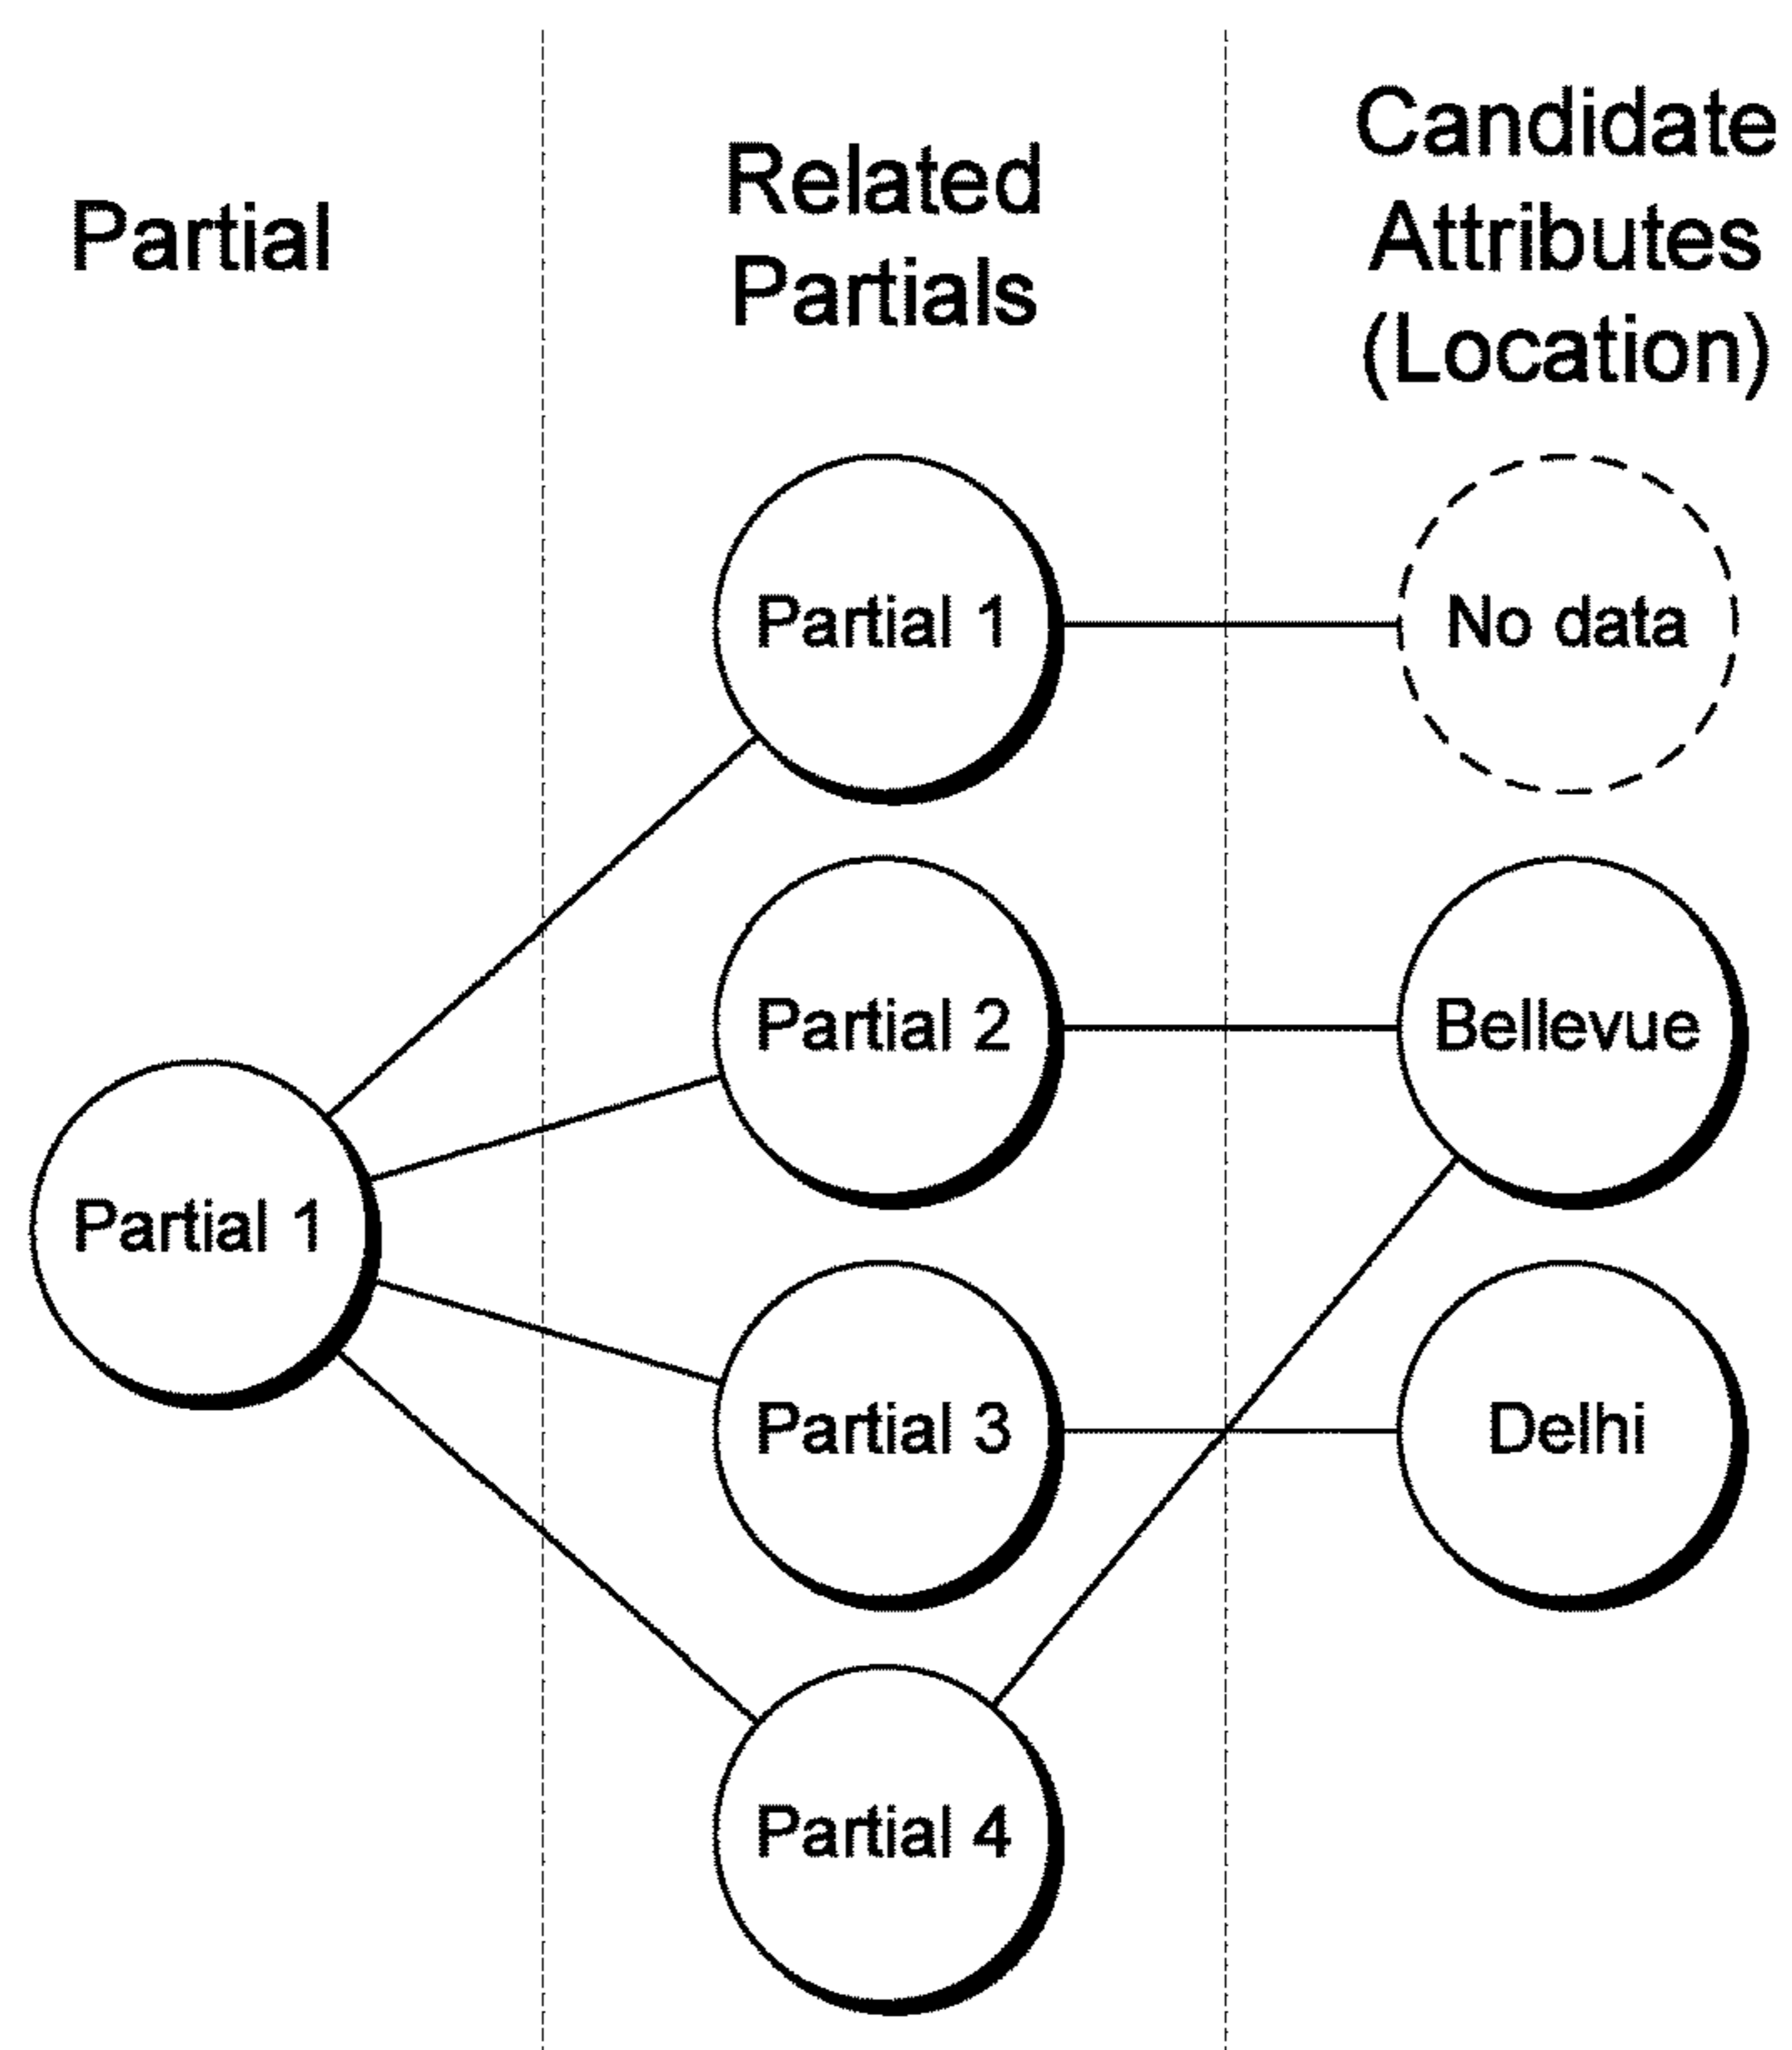 Partial
Related
Partials
Candidate
Attributes
(Location)
Partial 1
No data
Partial 2
Bellevue
Partial 1
Partial 3
Delhi
Partial 4